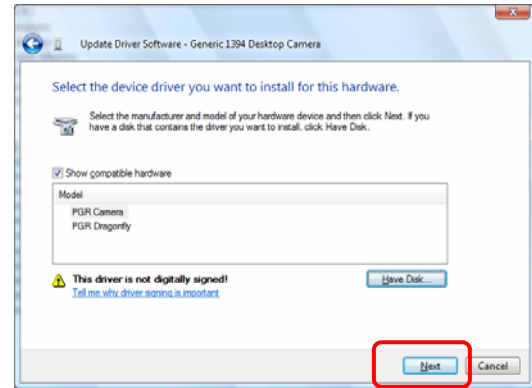 Update Driver Software - Generic 1394 Desktop Camera
Select the device driver you want to install for this hardware.
Select the manufacturer and model of your hardware device and then click Next. If you
have a disk that contains the driver you want to install, click Have Disk.
Show compatible hardware
Model
PGR Camera
PGR Dragonfly
This driver is not digitally signed!
Have Disk...
Tell me why driver signing is important
Next
Cancel